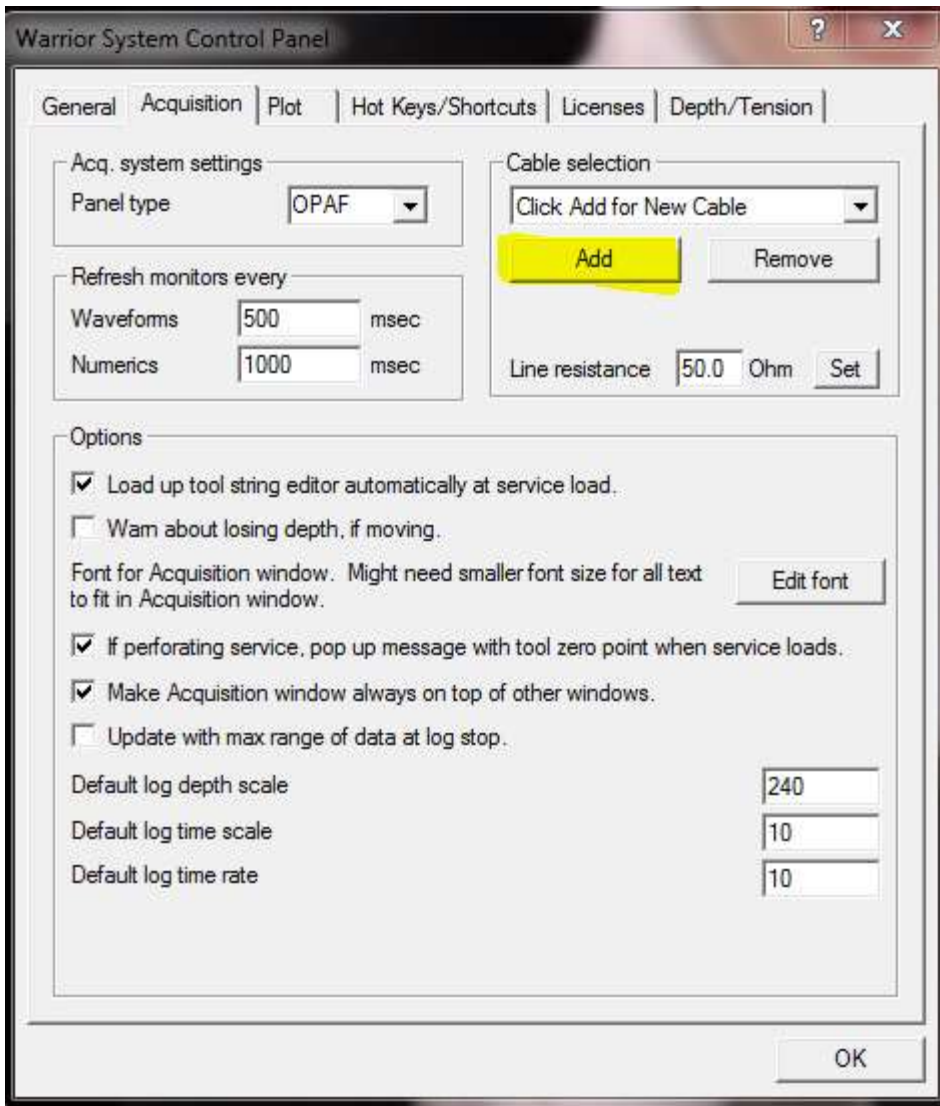 Warrior System Control Panel
?
x
General Acquisition Plot Hot Keys/Shortcuts Licenses Depth/Tension
Acq. system settings
Panel type OPAF
Cable selection
Click Add for New Cable
Add Remove
Refresh monitors every
Waveforms 500 msec
Numerics 1000 msec
Line resistance 50.0 Ohm Set
Options
Load up tool string editor automatically at service load.
Warn about losing depth, if moving.
Font for Acquisition window. Might need smaller font size for all text
to fit in Acquisition window.
Edit font
If perforating service, pop up message with tool zero point when service loads.
Make Acquisition window always on top of other windows.
Update with max range of data at log stop.
Default log depth scale 240
Default log time scale 10
Default log time rate 10
OK